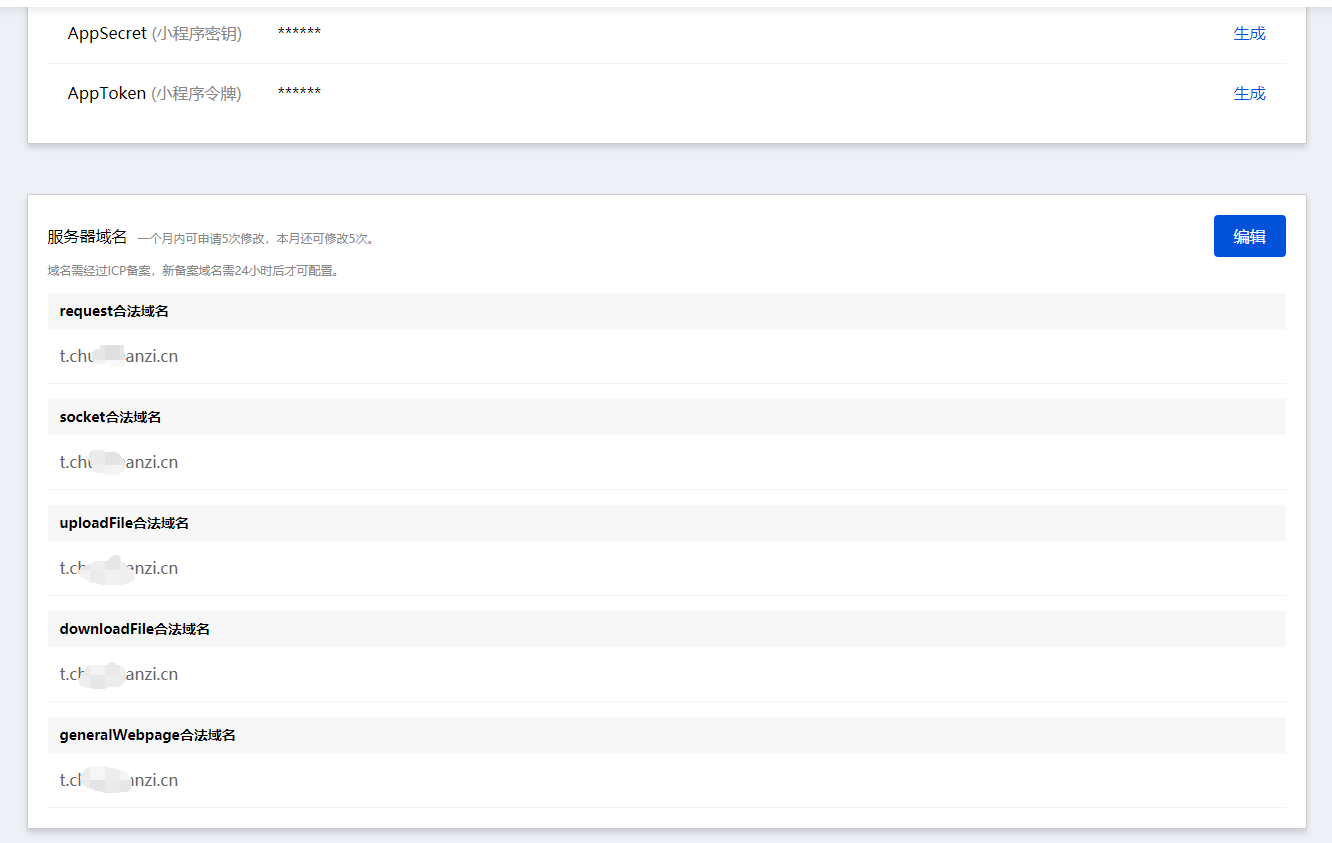 AppSecret (小程序密钥) ****** 生成
AppToken (小程序令牌) ****** 生成
服务器域名 一个月内可申请5次修改，本月还可修改5次。 编辑
域名需经过ICP备案，新备案域名需24小时后才可配置。
request合法域名
t.chu anzi.cn
socket合法域名
t.chu anzi.cn
uploadFile合法域名
t.ch anzi.cn
downloadFile合法域名
t.ch anzi.cn
generalWebpage合法域名
t.c nzi.cn